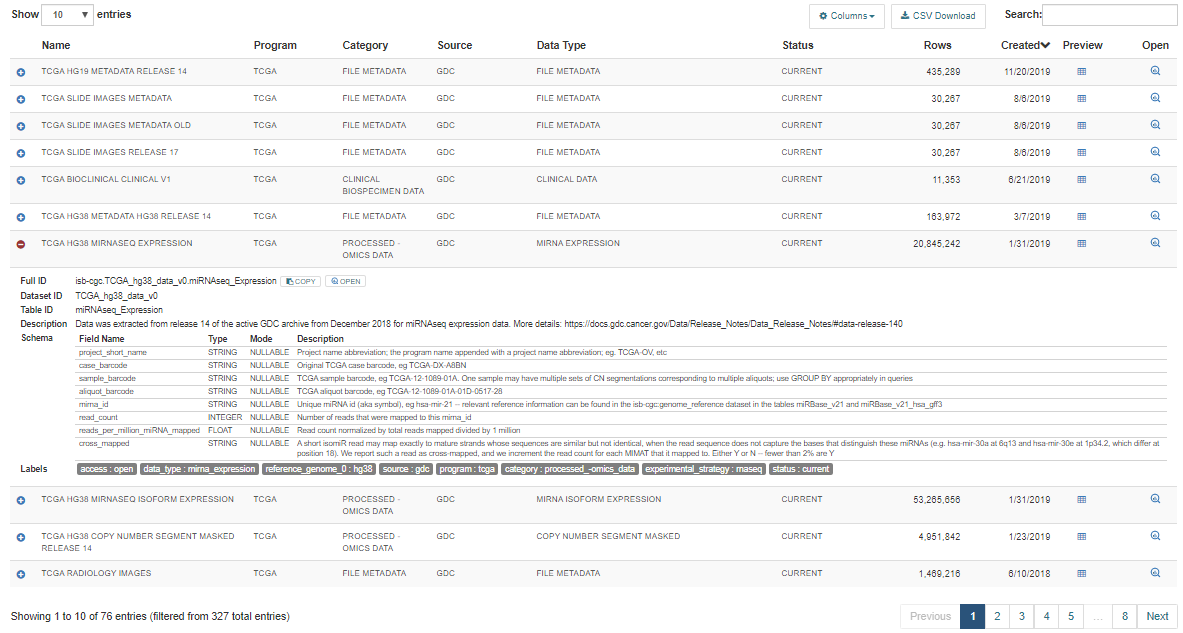 Show 10 entries Columns CSV Download Search:
Name Program Category Source Data Type Status Rows Created Preview Open
TCGA HG19 METADATA RELEASE 14 TCGA FILE METADATA GDC FILE METADATA CURRENT 435,289 11/20/2019
TCGA SLIDE IMAGES METADATA TCGA FILE METADATA GDC FILE METADATA CURRENT 30,267 8/6/2019
TCGA SLIDE IMAGES METADATA OLD TCGA FILE METADATA GDC FILE METADATA CURRENT 30,267 8/6/2019
TCGA SLIDE IMAGES RELEASE 17 TCGA FILE METADATA GDC FILE METADATA CURRENT 30,267 8/6/2019
TCGA BIOCLINICAL CLINICAL V1 TCGA CLINICAL GDC CLINICAL DATA CURRENT 11,353 6/21/2019
BIOSPECIMEN DATA
TCGA HG38 METADATA HG38 RELEASE 14 TCGA FILE METADATA GDC FILE METADATA CURRENT 163,972 3/7/2019
TCGA HG38 MIRNASEQ EXPRESSION TCGA PROCESSED - GDC MIRNA EXPRESSION CURRENT 20,845,242 1/31/2019
OMICS DATA
Full ID isb-cgc.TCGA_hg38_data_v0.miRNAseq_Expression COPY OPEN
Dataset ID TCGA_hg38_data_v0
Table ID miRNAseq_Expression
Description Data was extracted from release 14 of the active GDC archive from December 2018 for miRNAseq expression data. More details: https://docs.gdc.cancer.gov/Data/Release_Notes/Data_Release_Notes/#data-release-140
Schema Field Name Type Mode Description
project_short_name STRING NULLABLE Project name abbreviation; the program name appended with a project name abbreviation; eg. TCGA-OV, etc
case_barcode STRING NULLABLE Original TCGA case barcode, eg TCGA-DX-A8BN
sample_barcode STRING NULLABLE TCGA sample barcode, eg TCGA-12-1089-01A. One sample may have multiple sets of CN segmentations corresponding to multiple aliquots; use GROUP BY appropriately in queries
aliquot_barcode STRING NULLABLE TCGA aliquot barcode, eg TCGA-12-1089-01A-01D-0517-28
mirna_id STRING NULLABLE Unique miRNA id (aka symbol), eg hsa-mir-21 -- relevant reference information can be found in the isb-cgc:genome_reference dataset in the tables miRBase_v21 and miRBase_v21_hsa_gff3
read_count INTEGER NULLABLE Number of reads that were mapped to this mirna_id
reads_per_million_miRNA_mapped FLOAT NULLABLE Read count normalized by total reads mapped divided by 1 million
cross_mapped STRING NULLABLE A short isomiR read may map exactly to mature strands whose sequences are similar but not identical, when the read sequence does not capture the bases that distinguish these miRNAs (e.g. hsa-mir-30a at 6q13 and hsa-mir-30e at 1p34.2, which differ at
position 18). We report such a read as cross-mapped, and we increment the read count for each MIMAT that it mapped to. Either Y or N -- fewer than 2% are Y
Labels access : open data_type : mirna_expression reference_genome_0 : hg38 source : gdc program : tcga category : processed_-omics_data experimental_strategy : rnaseq status : current
TCGA HG38 MIRNASEQ ISOFORM EXPRESSION TCGA PROCESSED - GDC MIRNA ISOFORM EXPRESSION CURRENT 53,265,656 1/31/2019
OMICS DATA
TCGA HG38 COPY NUMBER SEGMENT MASKED TCGA PROCESSED - GDC COPY NUMBER SEGMENT MASKED CURRENT 4,951,842 1/23/2019
RELEASE 14 OMICS DATA
TCGA RADIOLOGY IMAGES TCGA FILE METADATA GDC FILE METADATA CURRENT 1,469,216 6/10/2018
Showing 1 to 10 of 76 entries (filtered from 327 total entries) Previous 1 2 3 4 5 ... 8 Next